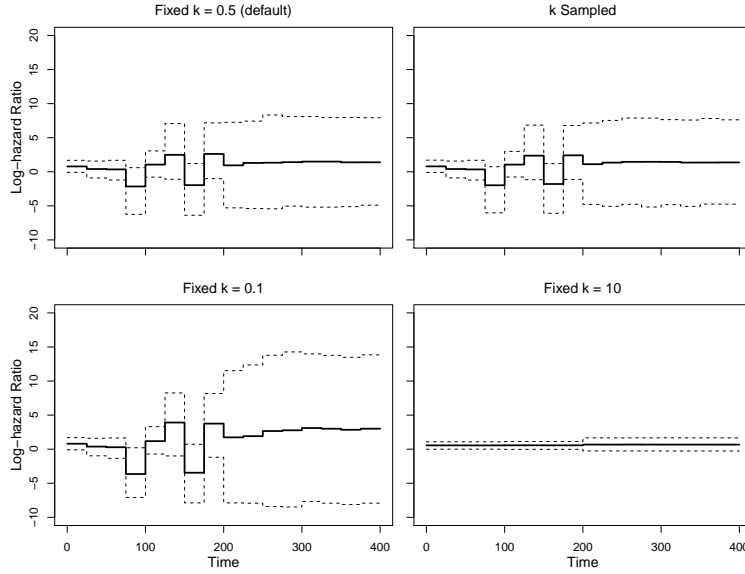 Fixed k = 0.5 (default)
k Sampled
Log−hazard Ratio
20
15
10
5
0
−5
−10
Fixed k = 0.1
Fixed k = 10
Log−hazard Ratio
20
15
10
5
0
−5
−10
0 100 200 300 400
Time
0 100 200 300 400
Time